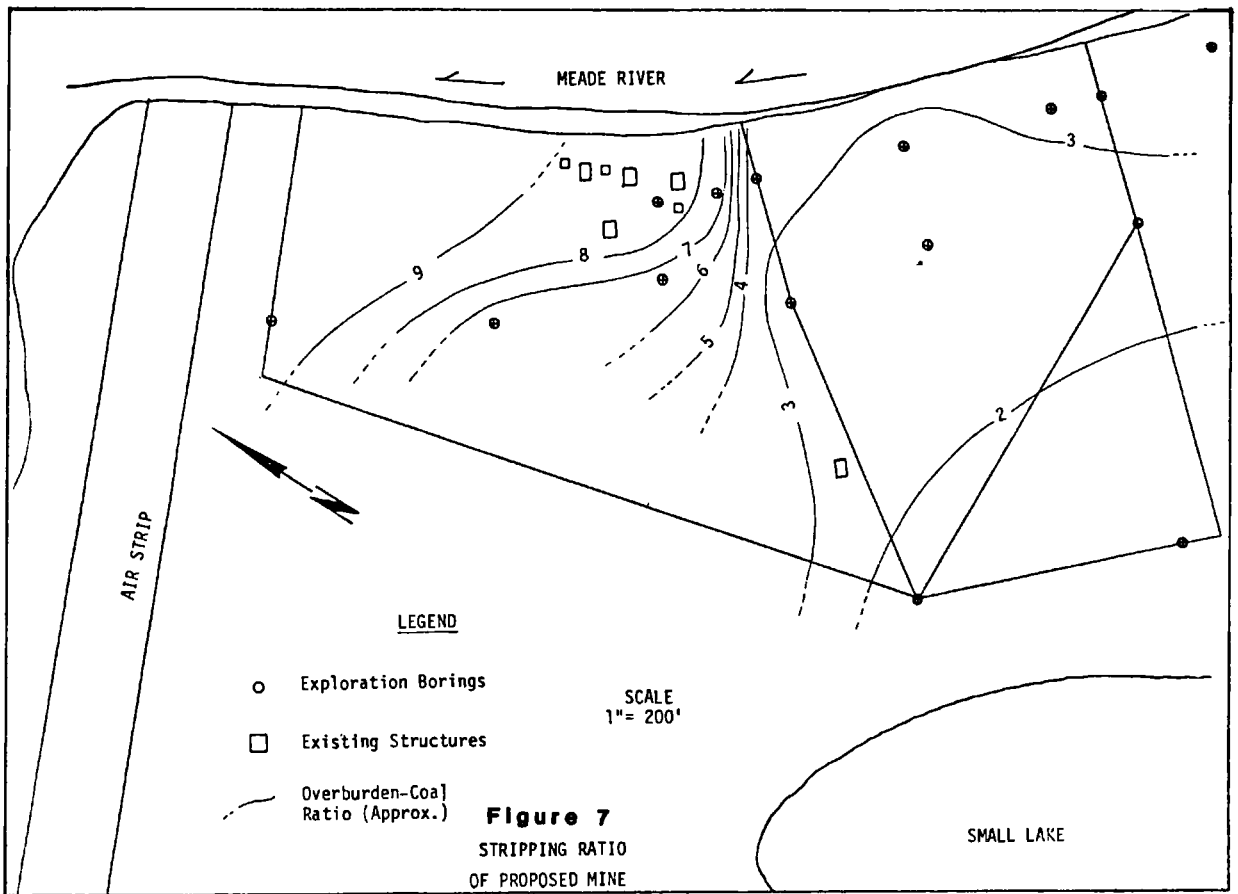 MEADE RIVER
3
9
8
7
6
4
5
3
2
N
AIR STRIP
LEGEND
Exploration Borings
Existing Structures
Overburden-Coal
Ratio (Approx.)
SCALE
1"= 200'
Figure 7
STRIPPING RATIO
OF PROPOSED MINE
SMALL LAKE